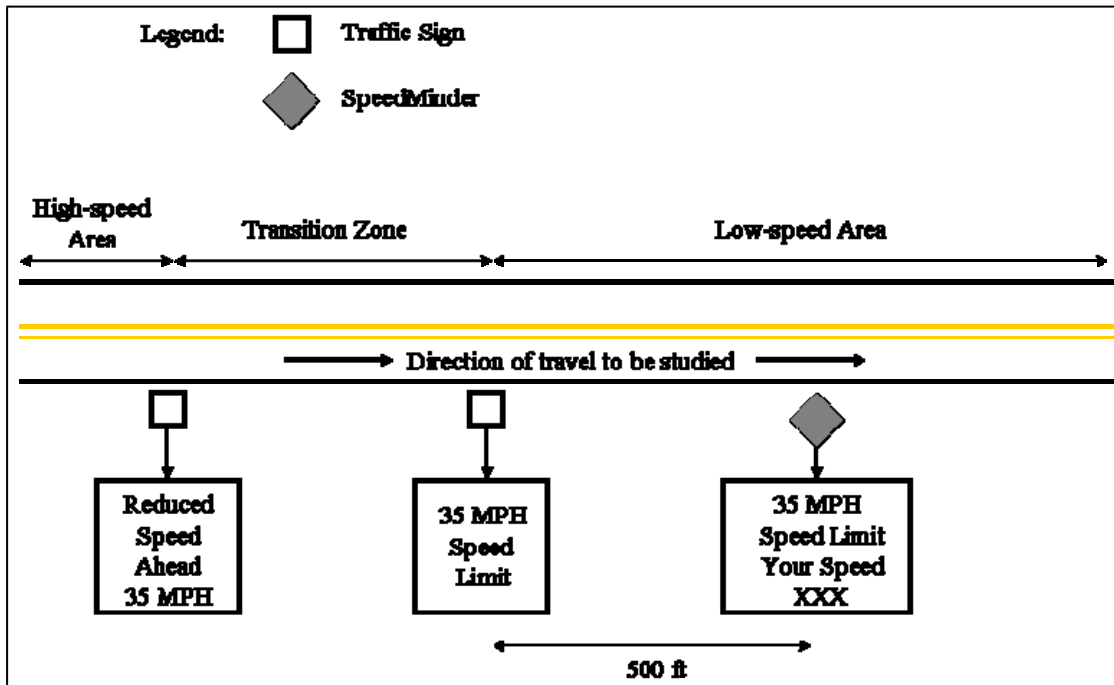 Legend:
Traffic Sign
SpeedMinder
High-speed
Area
Transition Zone
Low-speed Area
Direction of travel to be studied
Reduced
Speed
Ahead
35 MPH
35 MPH
Speed
Limit
35 MPH
Speed Limit
Your Speed
XXX
500 ft